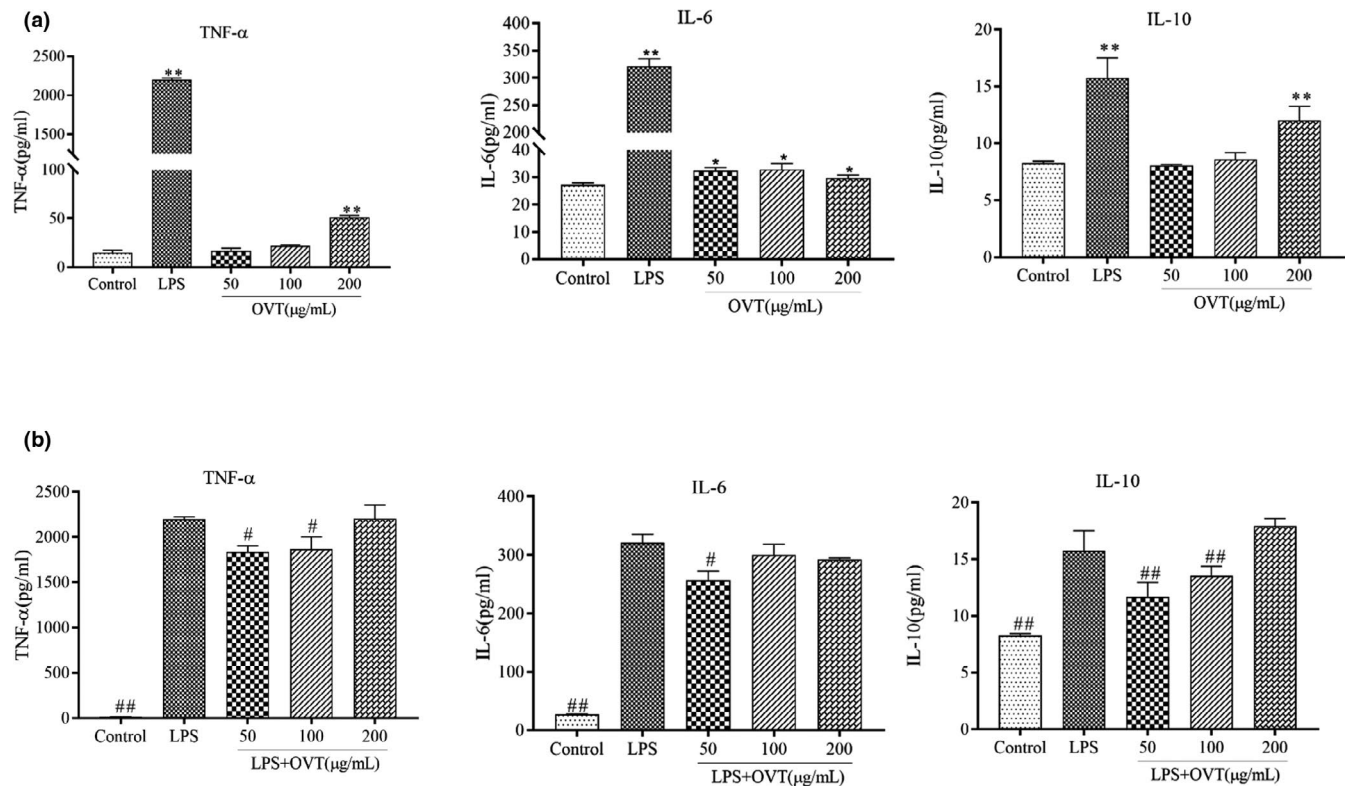 (a)
TNF-α
TNF-α(pg/ml)
2500
2250
2000
1750
1500
1250
100
50
0
**
**
Control LPS 50 100 200
OVT(μg/mL)
IL-6
IL-6(pg/ml)
400
350
300
250
200
40
30
20
10
0
**
*
*
*
Control LPS 50 100 200
OVT(μg/mL)
IL-10
IL-10(pg/ml)
20
15
10
5
0
**
**
Control LPS 50 100 200
OVT(μg/mL)
(b)
TNF-α
TNF-α(pg/ml)
2500
2000
1500
1000
500
0
##
#
#
Control LPS 50 100 200
LPS+OVT(μg/mL)
IL-6
IL-6(pg/ml)
400
300
200
100
0
##
#
Control LPS 50 100 200
LPS+OVT(μg/mL)
IL-10
IL-10(pg/ml)
20
15
10
5
0
##
##
##
Control LPS 50 100 200
LPS+OVT(μg/mL)